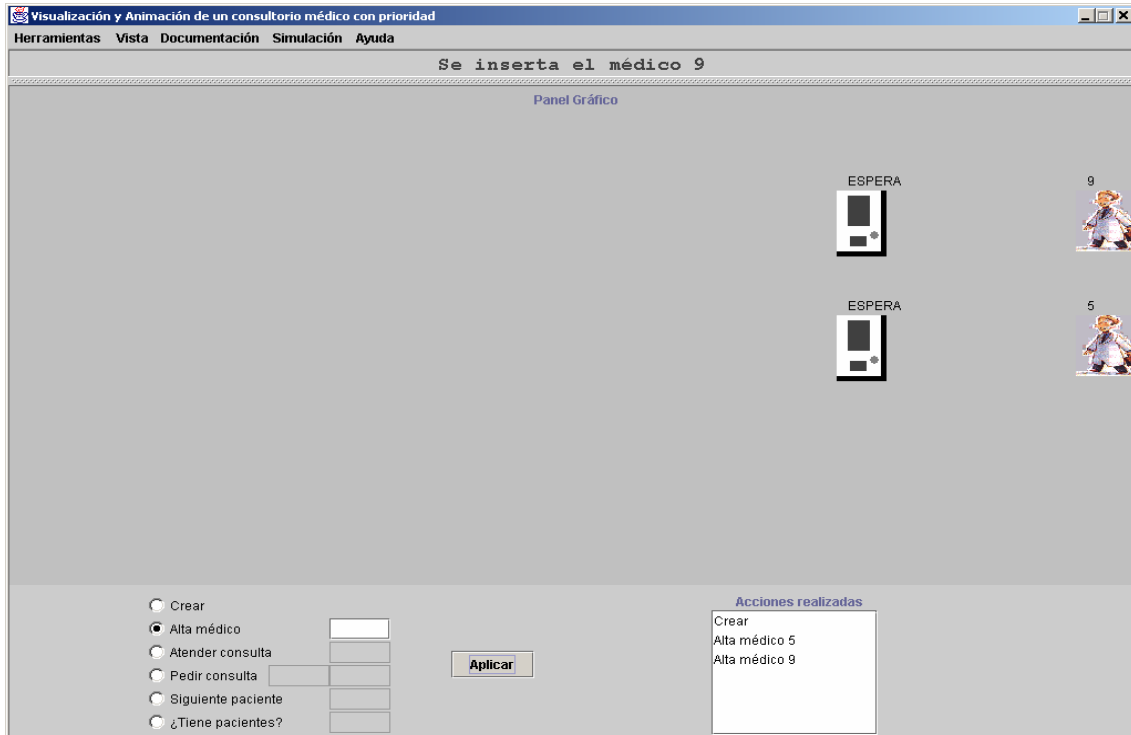 Visualización y Animación de un consultorio médico con prioridad
Herramientas Vista Documentación Simulación Ayuda
Se inserta el médico 9
Panel Gráfico
ESPERA 9
ESPERA 5
Crear
Alta médico
Atender consulta
Pedir consulta
Siguiente paciente
¿Tiene pacientes?
Aplicar
Acciones realizadas
Crear
Alta médico 5
Alta médico 9